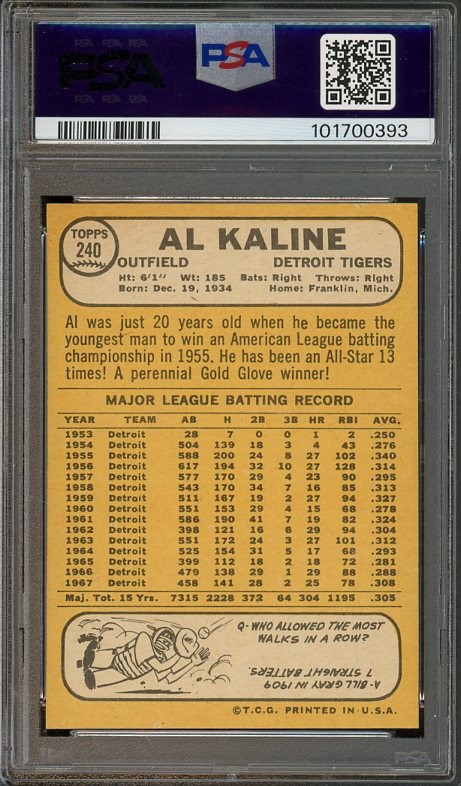 PSA PSA PSA
PSA
PSA PSA PSA
PSA
101700393
TOPPS
240
AL KALINE
OUTFIELD DETROIT TIGERS
Ht: 6'1" Wt: 185 Bats: Right Throws: Right
Born: Dec. 19, 1934 Home: Franklin, Mich.
Al was just 20 years old when he became the
youngest man to win an American League batting
championship in 1955. He has been an All-Star 13
times! A perennial Gold Glove winner!
MAJOR LEAGUE BATTING RECORD
YEAR TEAM AB H 2B 3B HR RBI AVG.
1953 Detroit 28 7 0 0 1 2 .250
1954 Detroit 504 139 18 3 4 43 .276
1955 Detroit 588 200 24 8 27 102 .340
1956 Detroit 617 194 32 10 27 128 .314
1957 Detroit 577 170 29 4 23 90 .295
1958 Detroit 543 170 34 7 16 85 .313
1959 Detroit 511 167 19 2 27 94 .327
1960 Detroit 551 153 29 4 15 68 .278
1961 Detroit 586 190 41 7 19 82 .324
1962 Detroit 398 121 16 6 29 94 .304
1963 Detroit 551 172 24 3 27 101 .312
1964 Detroit 525 154 31 5 17 68 .293
1965 Detroit 399 112 18 2 18 72 .281
1966 Detroit 479 138 29 1 29 88 .288
1967 Detroit 458 141 28 2 25 78 .308
Maj. Tot. 15 Yrs. 7315 2228 372 64 304 1195 .305
Q-WHO ALLOWED THE MOST
WALKS IN A ROW?
A-BILL GRAY IN 1909
7 STRAIGHT BATTERS.
©T.C.G. PRINTED IN U.S.A.
PSA